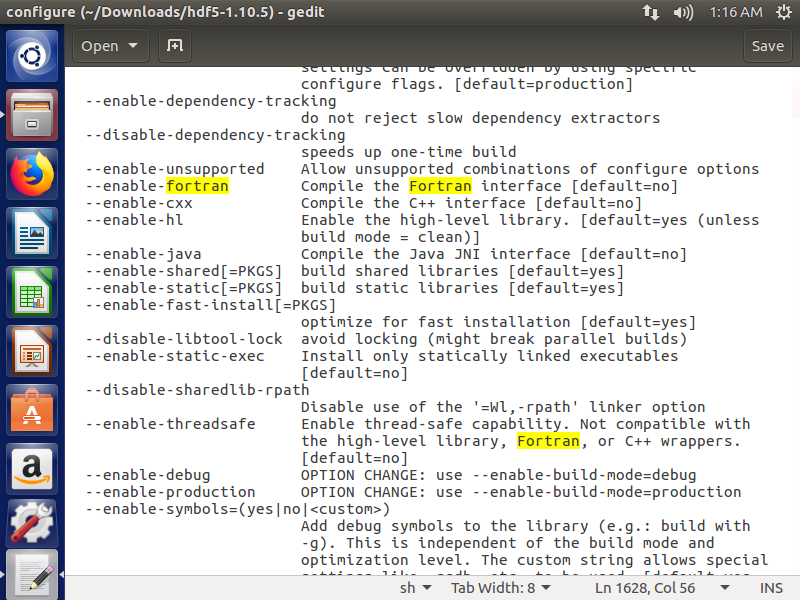 configure (~/Downloads/hdf5-1.10.5) - gedit
1:16 AM
Open
Save
settings can be overridden by using specific
configure flags. [default=production]
--enable-dependency-tracking
do not reject slow dependency extractors
--disable-dependency-tracking
speeds up one-time build
--enable-unsupported Allow unsupported combinations of configure options
--enable-fortran Compile the Fortran interface [default=no]
--enable-cxx Compile the C++ interface [default=no]
--enable-hl Enable the high-level library. [default=yes (unless
build mode = clean)]
--enable-java Compile the Java JNI interface [default=no]
--enable-shared[=PKGS] build shared libraries [default=yes]
--enable-static[=PKGS] build static libraries [default=yes]
--enable-fast-install[=PKGS]
optimize for fast installation [default=yes]
--disable-libtool-lock avoid locking (might break parallel builds)
--enable-static-exec Install only statically linked executables
[default=no]
--disable-sharedlib-rpath
Disable use of the '=Wl,-rpath' linker option
--enable-threadsafe Enable thread-safe capability. Not compatible with
the high-level library, Fortran, or C++ wrappers.
[default=no]
--enable-debug OPTION CHANGE: use --enable-build-mode=debug
--enable-production OPTION CHANGE: use --enable-build-mode=production
--enable-symbols=(yes|no|<custom>)
Add debug symbols to the library (e.g.: build with
-g). This is independent of the build mode and
optimization level. The custom string allows special
sh Tab Width: 8 Ln 1628, Col 56 INS